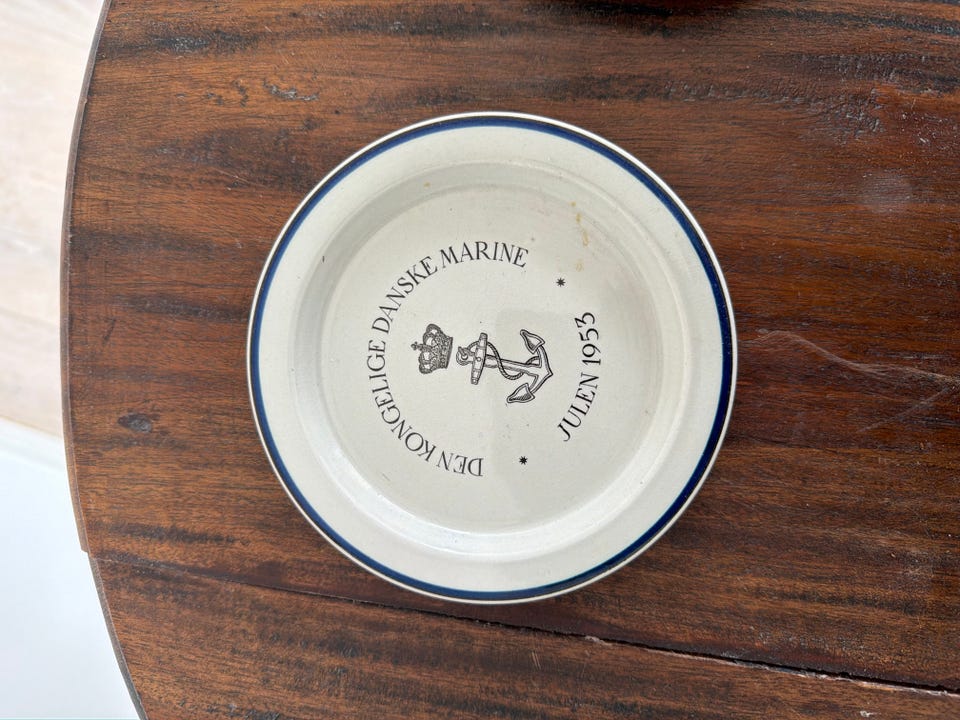 DEN KONGELIGE DANSKE MARINE
JULEN 1953